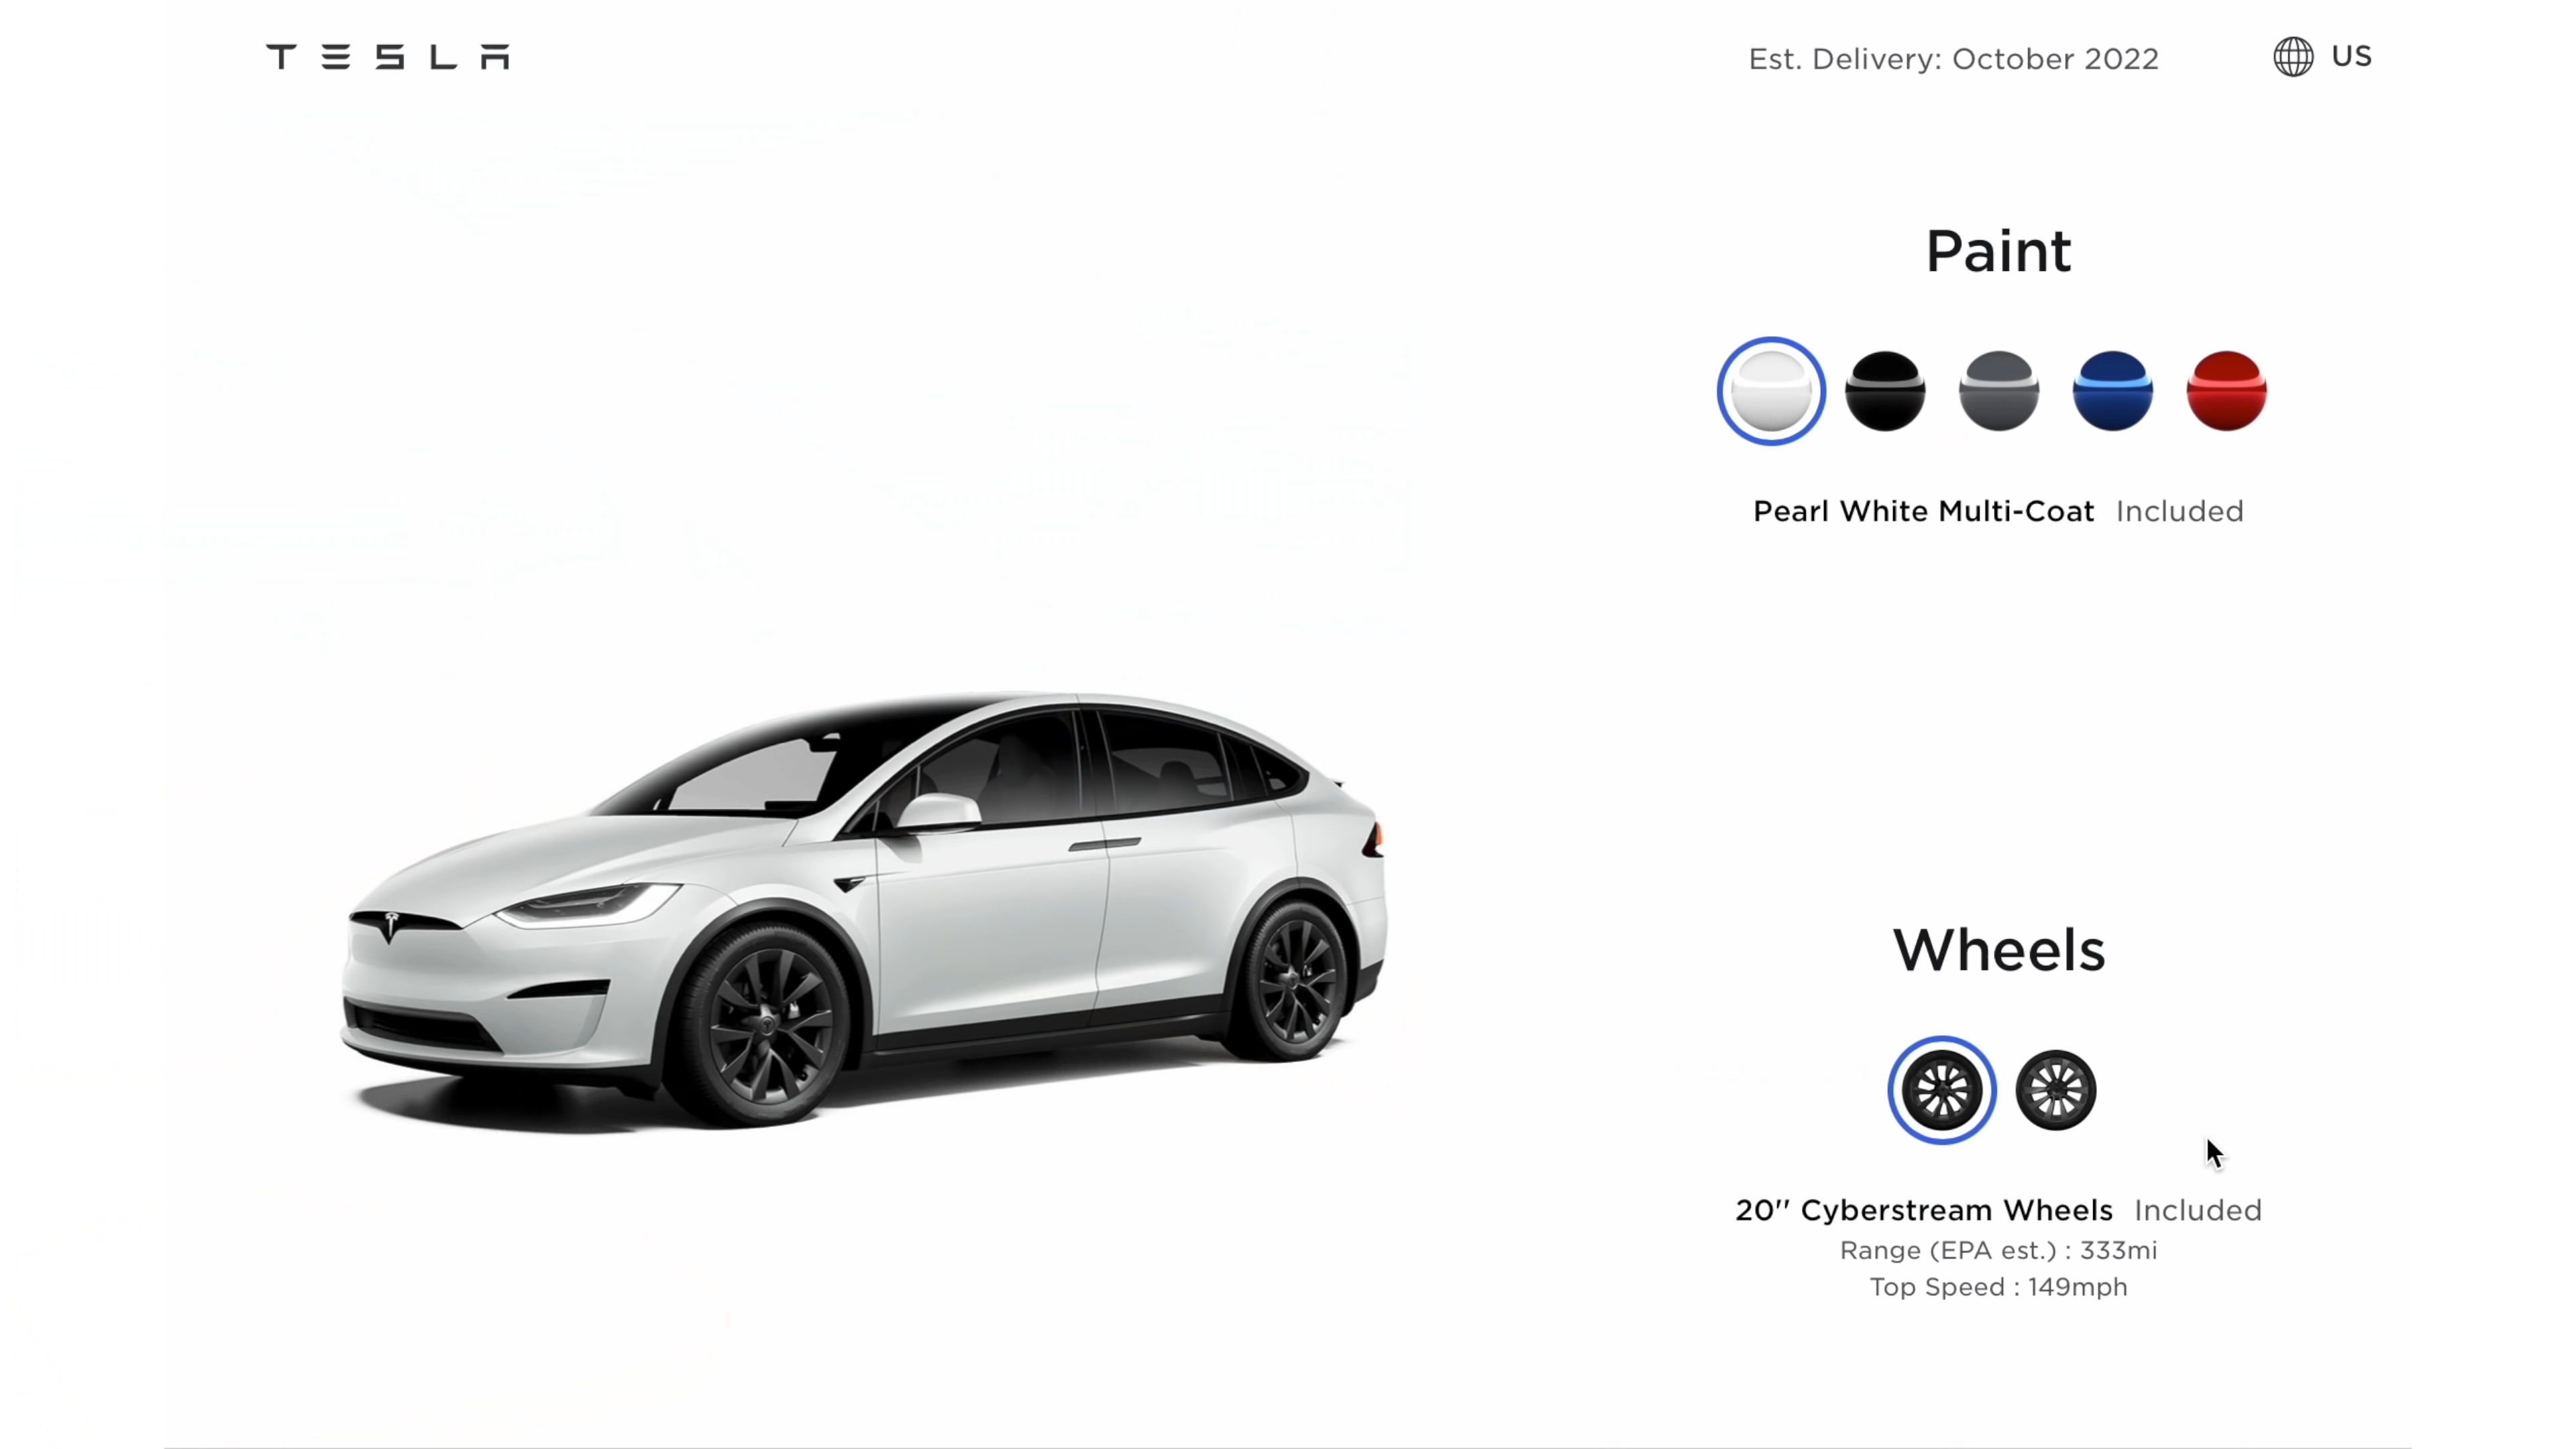 TESLA
Est. Delivery: October 2022
US
Paint
Pearl White Multi-Coat Included
Wheels
20'' Cyberstream Wheels Included
Range (EPA est.) : 333mi
Top Speed : 149mph